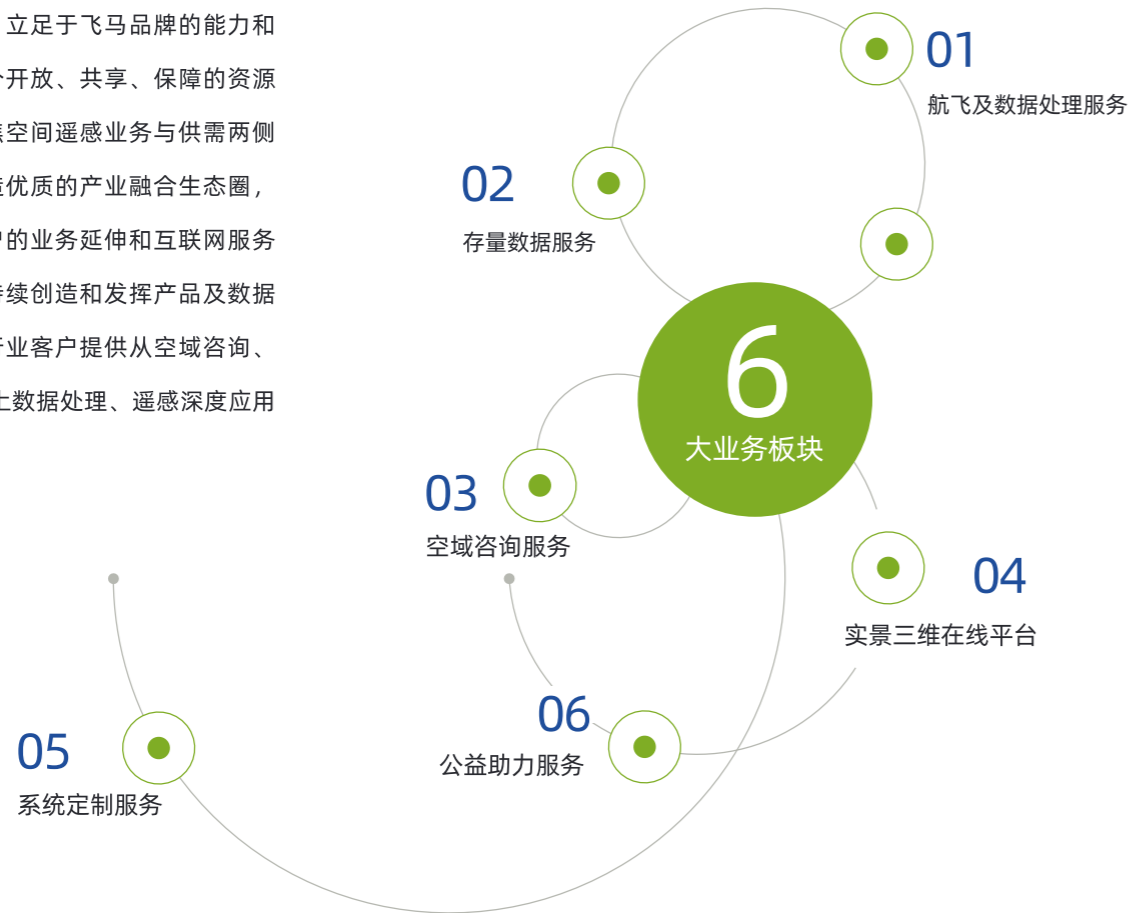 立足于飞马品牌的能力和
开放、共享、保障的资源
空间遥感业务与供需两侧
优质的产业融合生态圈，
的业务延伸和互联网服务
续创造和发挥产品及数据
业客户提供从空域咨询、
数据处理、遥感深度应用
01
航飞及数据处理服务
02
存量数据服务
6
大业务板块
03
空域咨询服务
04
实景三维在线平台
06
公益助力服务
05
系统定制服务